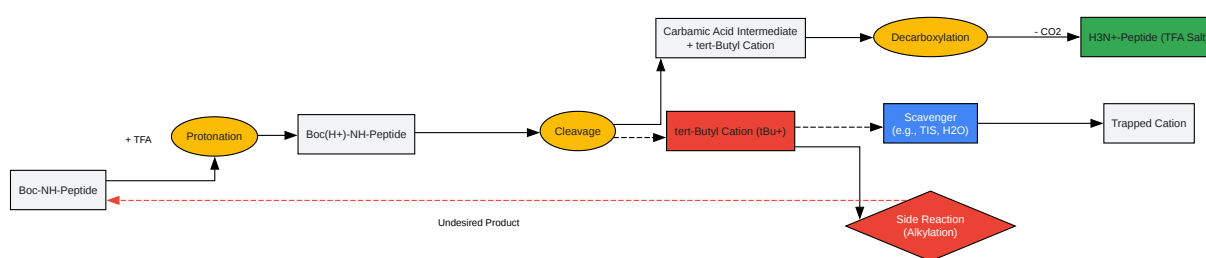 Carbamic Acid Intermediate
+ tert-Butyl Cation
Decarboxylation
- CO2
H3N+-Peptide (TFA Salt
+ TFA
Protonation
Boc(H+)-NH-Peptide
Cleavage
tert-Butyl Cation (tBu+)
Scavenger
(e.g., TIS, H2O)
Trapped Cation
Boc-NH-Peptide
Undesired Product
Side Reaction
(Alkylation)